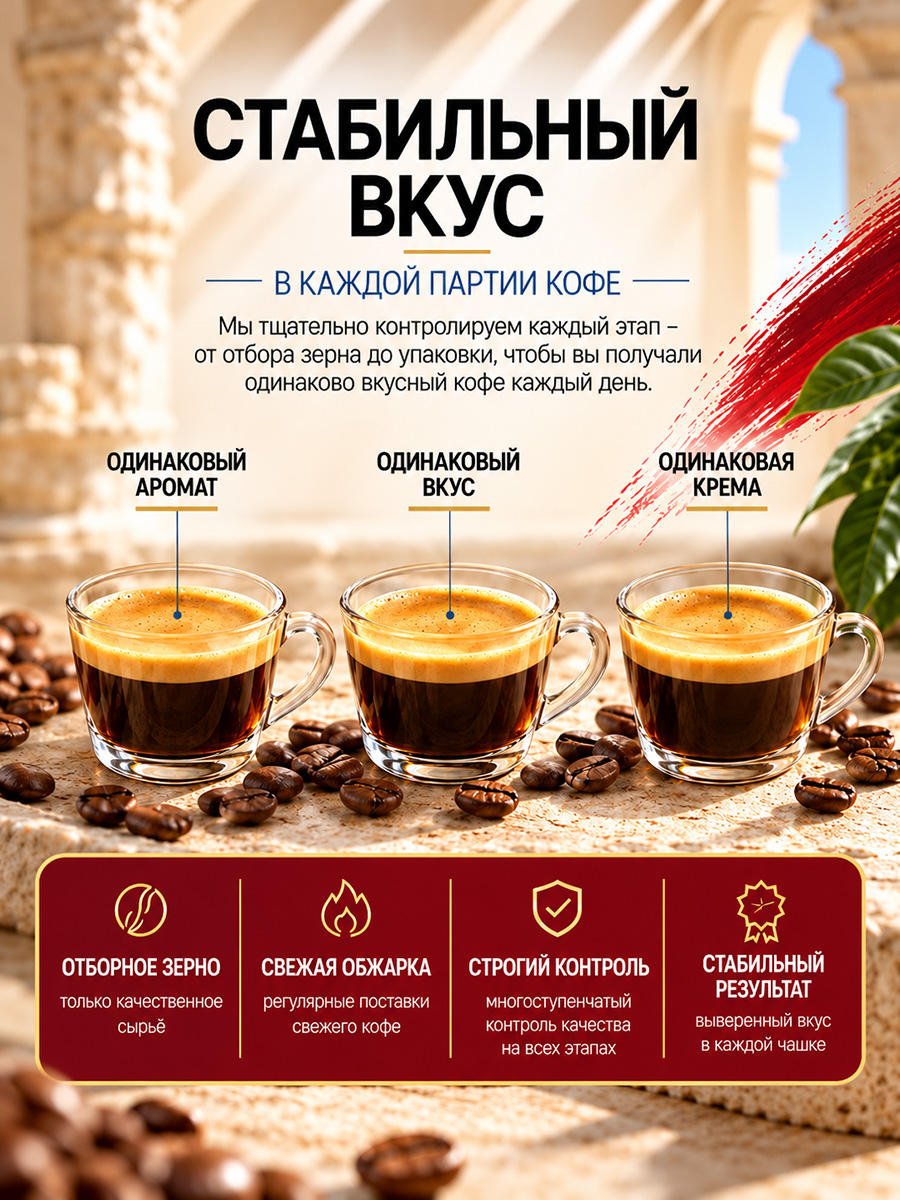 СТАБИЛЬНЫЙ
ВКУС
В КАЖДОЙ ПАРТИИ КОФЕ
Мы тщательно контролируем каждый этап –
от отбора зерна до упаковки, чтобы вы получали
одинаково вкусный кофе каждый день.
ОДИНАКОВЫЙ
АРОМАТ
ОДИНАКОВЫЙ
ВКУС
ОДИНАКОВАЯ
КРЕМА
ОТБОРНОЕ ЗЕРНО
только качественное
сырьё
СВЕЖАЯ ОБЖАРКА
регулярные поставки
свежего кофе
СТРОГИЙ КОНТРОЛЬ
многоступенчатый
контроль качества
на всех этапах
СТАБИЛЬНЫЙ
РЕЗУЛЬТАТ
выверенный вкус
в каждой чашке